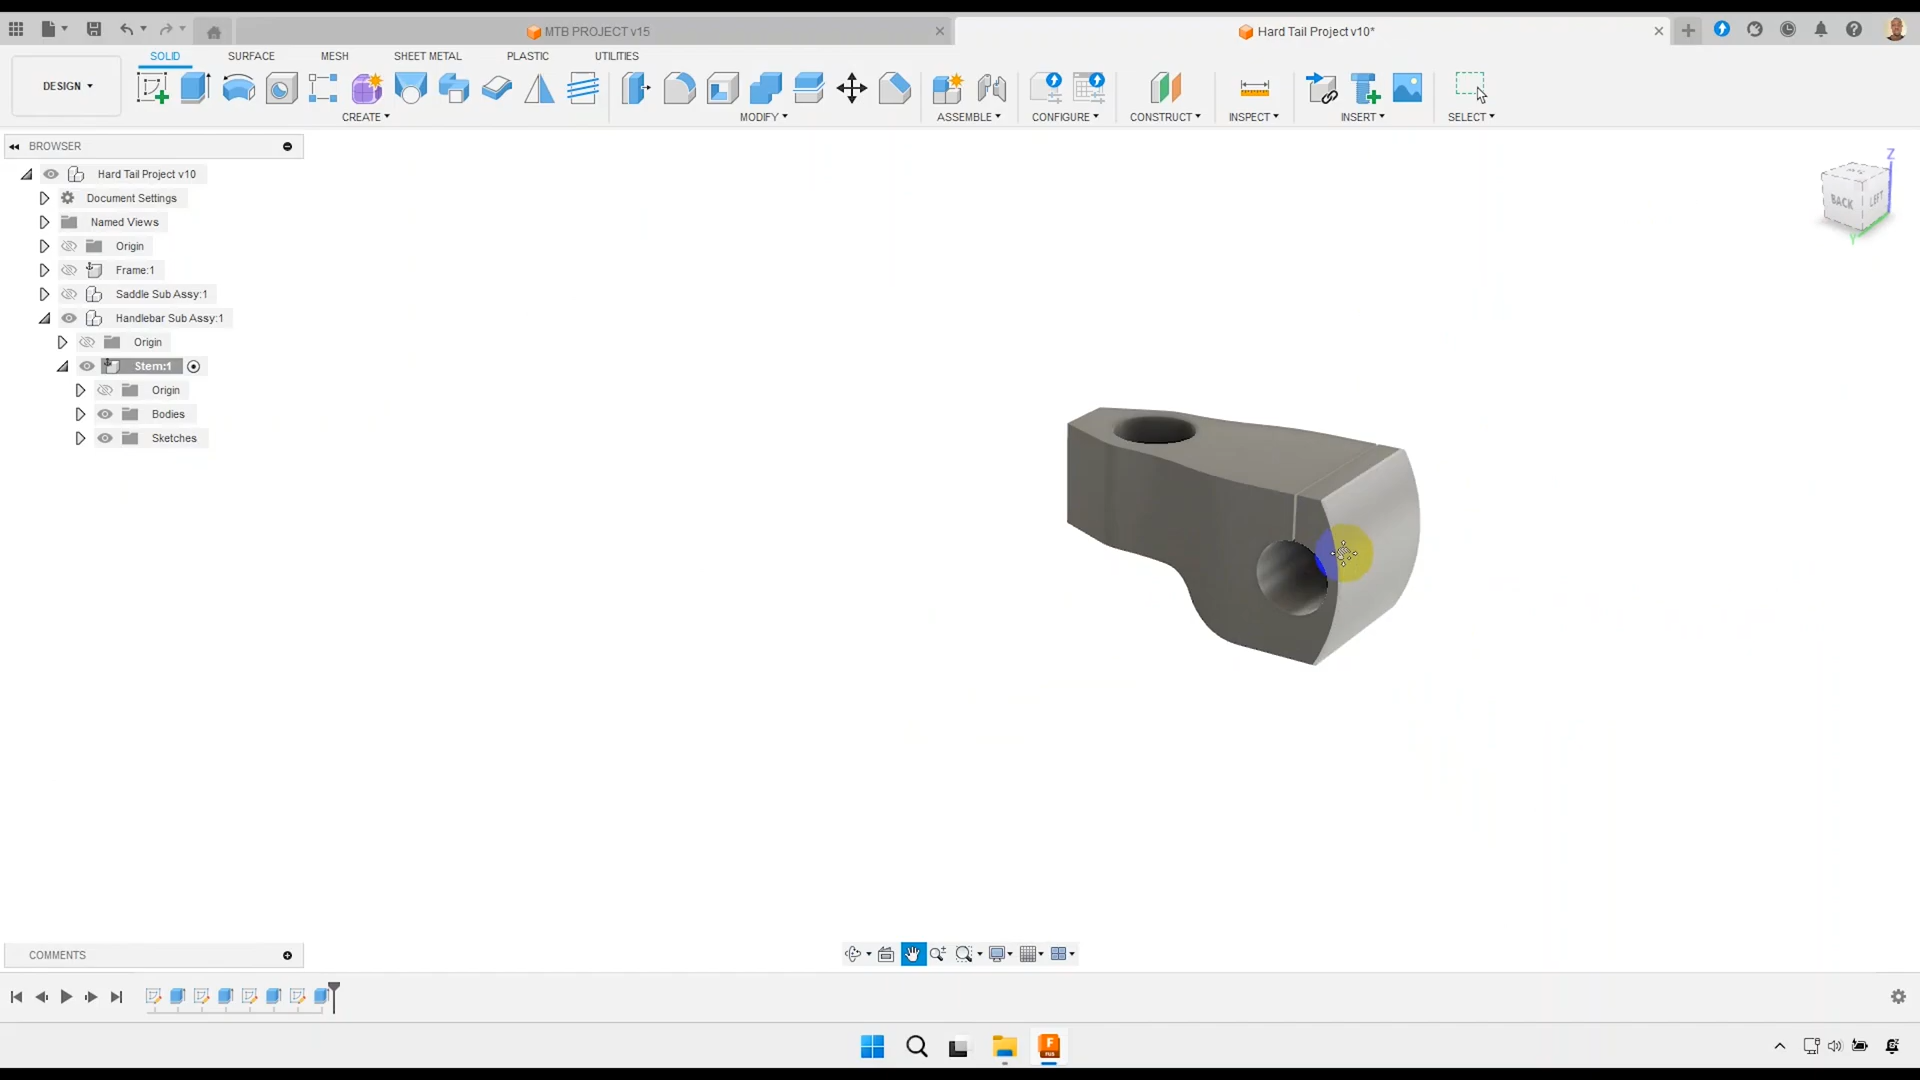 MTB PROJECT v15
Hard Tail Project v10*
DESIGN
SOLID
SURFACE
MESH
SHEET METAL
PLASTIC
UTILITIES
CREATE
MODIFY
ASSEMBLE
CONFIGURE
CONSTRUCT
INSPECT
INSERT
SELECT
BROWSER
Hard Tail Project v10
Document Settings
Named Views
Origin
Frame:1
Saddle Sub Assy:1
Handlebar Sub Assy:1
Origin
Stem:1
Origin
Bodies
Sketches
Z
BACK
LEFT
Y
COMMENTS